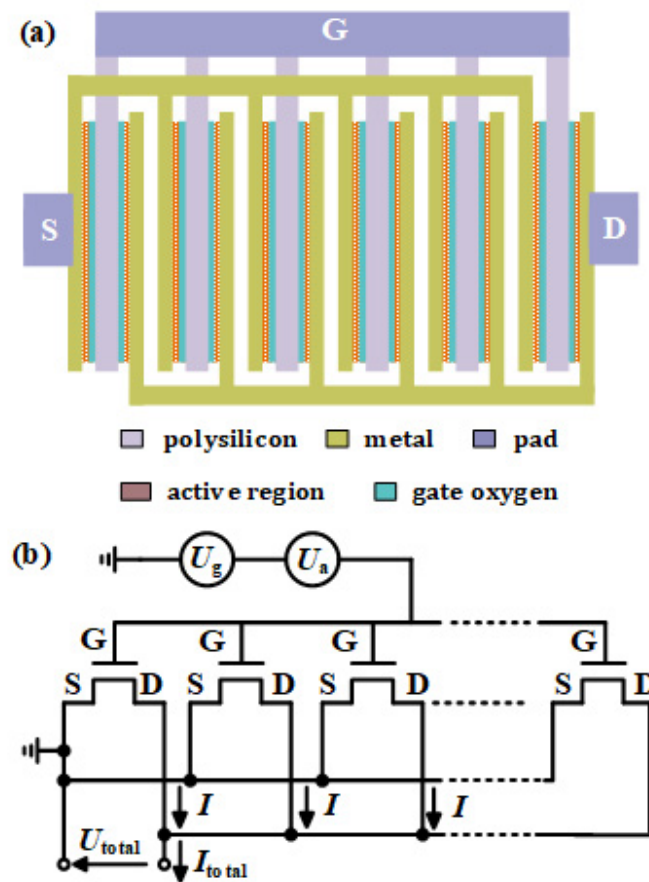 (a)
G
S D
polysilicon metal pad
active region gate oxygen
(b)
Ug Ua
G G G G
S D S D S D S D
I I I
Utotal
Itotal